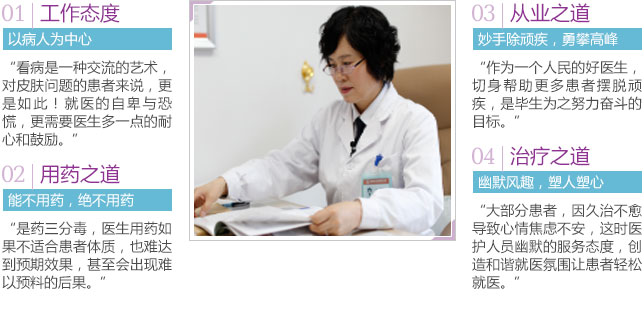 01 工作态度
以病人为中心
“看病是一种交流的艺术，
对皮肤问题的患者来说，更
是如此！就医的自卑与恐
慌，更需要医生多一点的耐
心和鼓励。”
02 用药之道
能不用药，绝不用药
“是药三分毒，医生用药如
果不适合患者体质，也难达
到预期效果，甚至会出现难
以预料的后果。”
03 从业之道
妙手除顽疾，勇攀高峰
“作为一个人民的好医生，
切身帮助更多患者摆脱顽
疾，是毕生为之努力奋斗的
目标。”
04 治疗之道
幽默风趣，塑人塑心
“大部分患者，因久治不愈
导致心情焦虑不安，这时医
护人员幽默的服务态度，创
造和谐就医氛围让患者轻松
就医。”